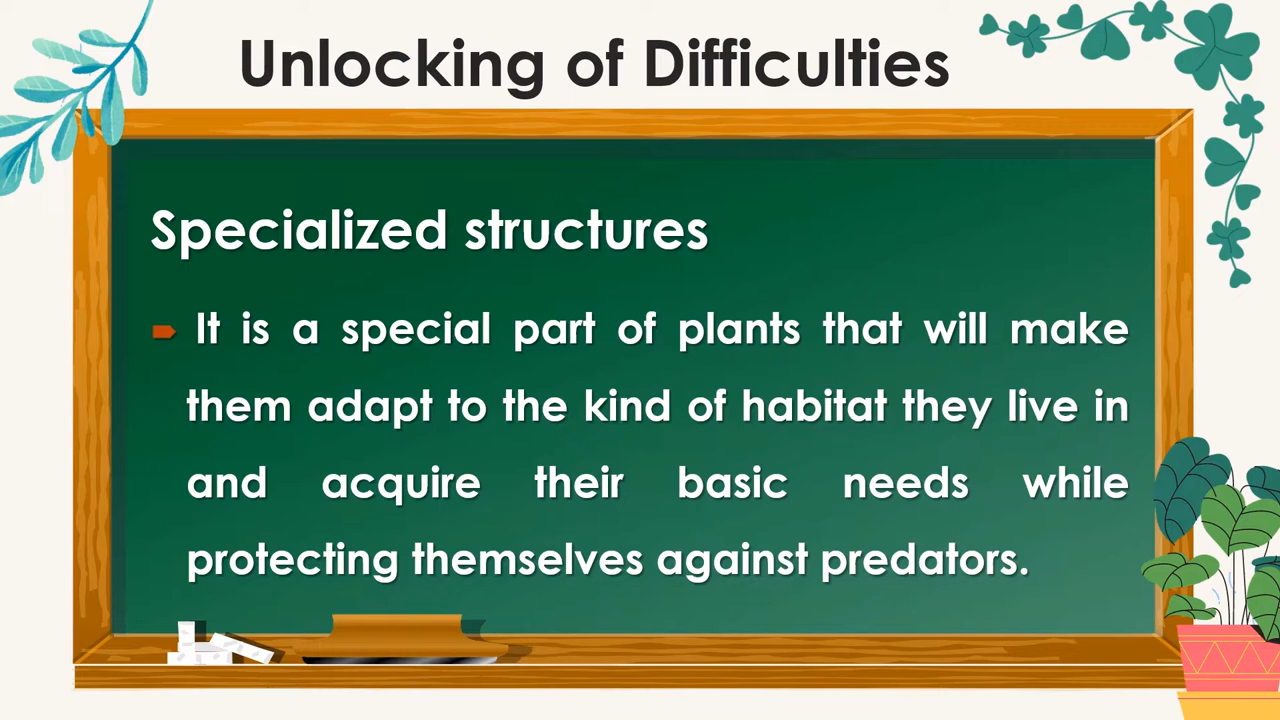 Unlocking of Difficulties
Specialized structures
It is a special part of plants that will make
them adapt to the kind of habitat they live in
and acquire their basic needs while
protecting themselves against predators.